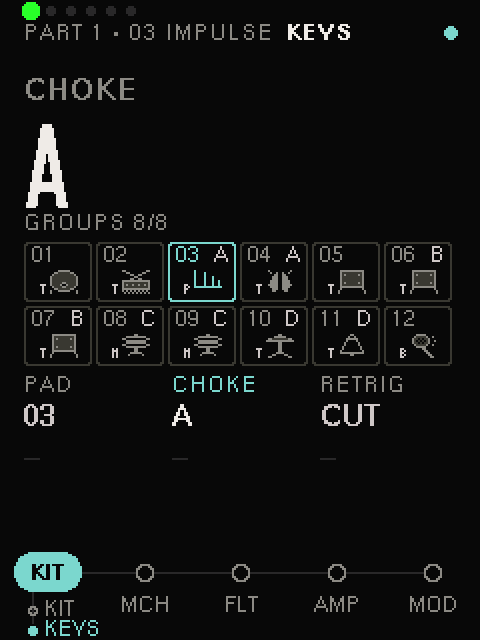 PART 1 · 03 IMPULSE KEYS
CHOKE
A
GROUPS 8/8
01 02 03 A 04 A 05 06 B
T T P T T T
07 B 08 C 09 C 10 D 11 D 12
T M M T T B
PAD CHOKE RETRIG
03 A CUT
— — —
KIT MCH FLT AMP MOD
KIT
KEYS